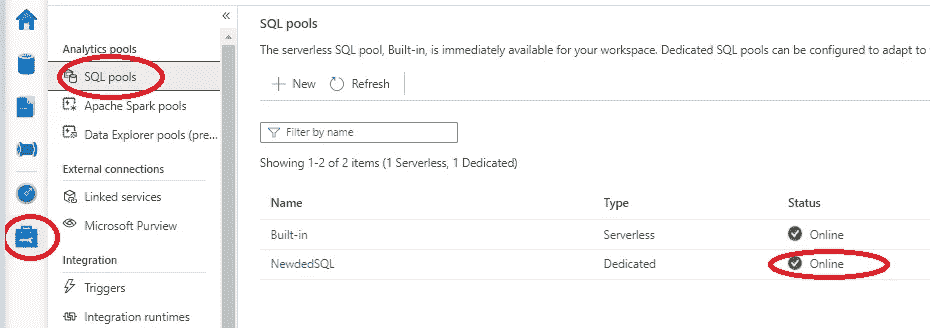 Analytics pools
SQL pools
Apache Spark pools
Data Explorer pools (pre...
External connections
Linked services
Microsoft Purview
Integration
Triggers
Integration runtimes
SQL pools
The serverless SQL pool, Built-in, is immediately available for your workspace. Dedicated SQL pools can be configured to adapt to
New Refresh
Filter by name
Showing 1-2 of 2 items (1 Serverless, 1 Dedicated)
Name Type Status
Built-in Serverless Online
NewdedSQL Dedicated Online